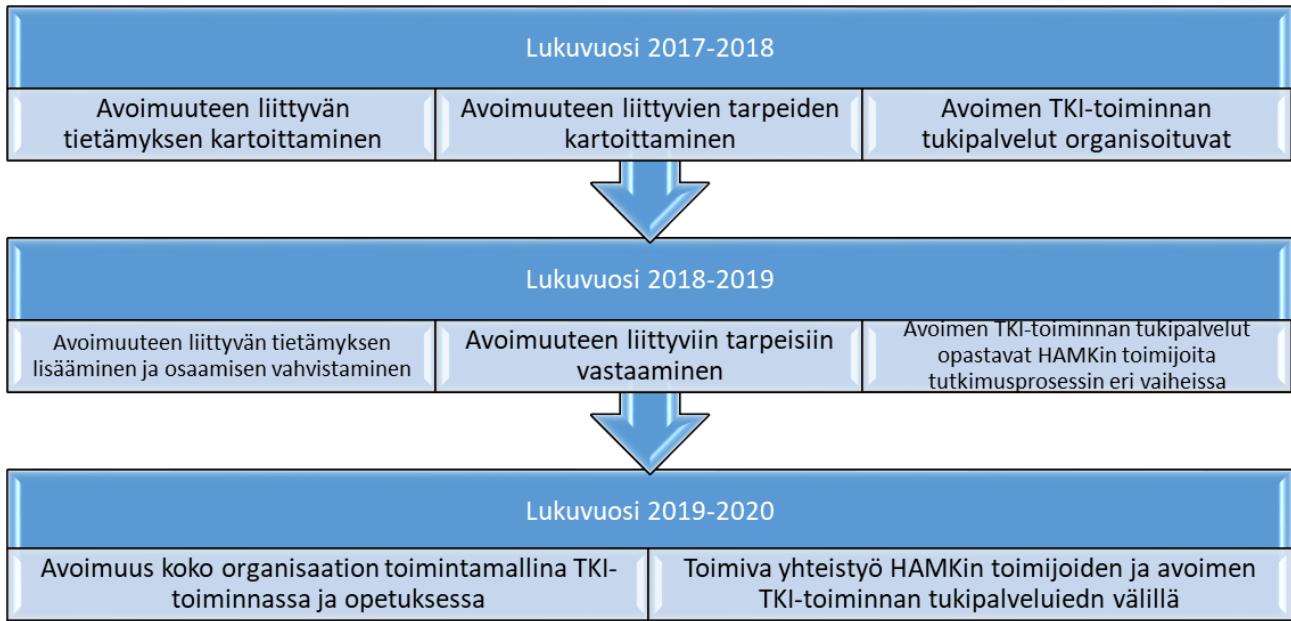 Lukuvuosi 2017-2018
Avoimuuteen liittyvän
tietämyksen kartoittaminen
Avoimuuteen liittyvien tarpeiden
kartoittaminen
Avoimen TKI-toiminnan
tukipalvelut organisoituvat
Lukuvuosi 2018-2019
Avoimuuteen liittyvän tietämyksen
lisääminen ja osaamisen vahvistaminen
Avoimuuteen liittyviin tarpeisiin
vastaaminen
Avoimen TKI-toiminnan tukipalvelut
opastavat HAMKin toimijoita
tutkimusprosessin eri vaiheissa
Lukuvuosi 2019-2020
Avoimuus koko organisaation toimintamallina TKI-
toiminnassa ja opetuksessa
Toimiva yhteistyö HAMKin toimijoiden ja avoimen
TKI-toiminnan tukipalveluiedn välillä